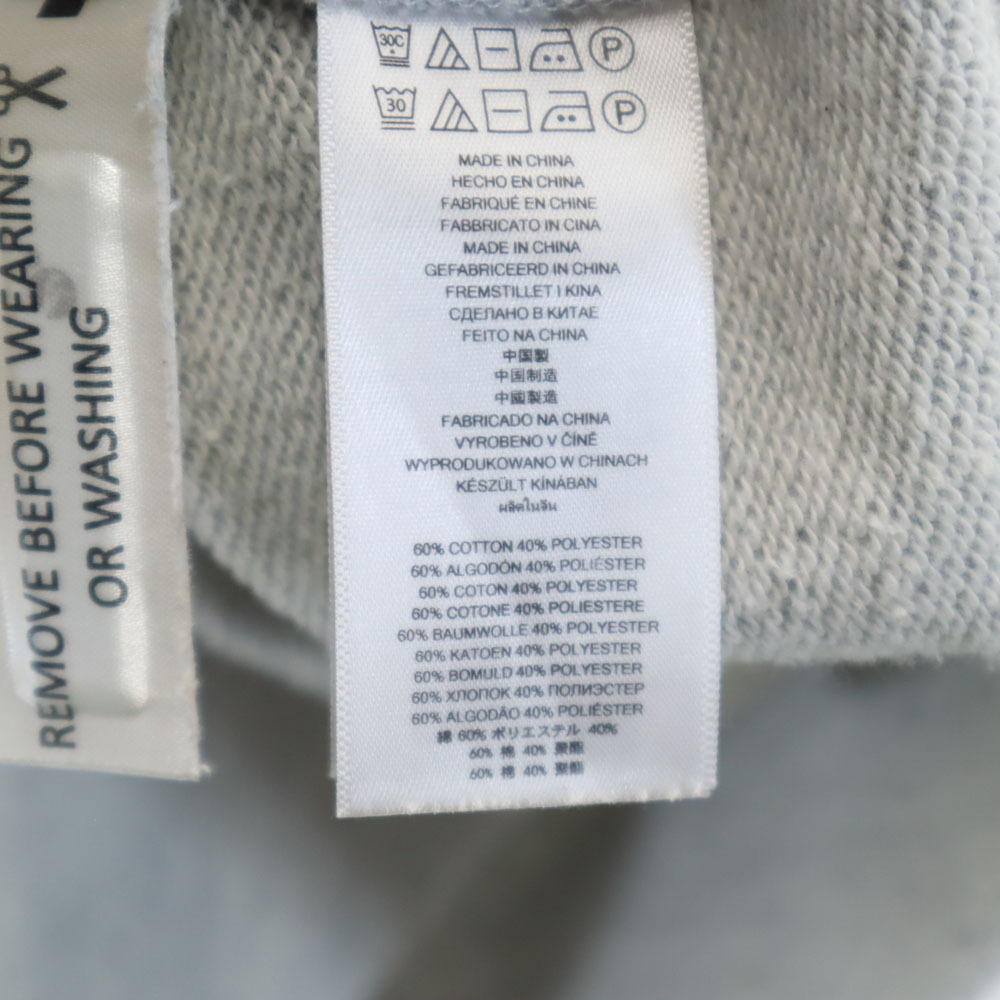 REMOVE BEFORE WEARING
OR WASHING
30C P
30 P
MADE IN CHINA
HECHO EN CHINA
FABRIQUÉ EN CHINE
FABBRICATO IN CINA
MADE IN CHINA
GEFABRICEERD IN CHINA
FREMSTILLET I KINA
СДЕЛАНО В КИТАЕ
FEITO NA CHINA
中国製
中国制造
中國製造
FABRICADO NA CHINA
VYROBENO V ČÍNĚ
WYPRODUKOWANO W CHINACH
KÉSZÜLT KÍNÁBAN
ผลิตในจีน
60% COTTON 40% POLYESTER
60% ALGODÓN 40% POLIÉSTER
60% COTON 40% POLYESTER
60% COTONE 40% POLIESTERE
60% BAUMWOLLE 40% POLYESTER
60% KATOEN 40% POLYESTER
60% BOMULD 40% POLYESTER
60% ХЛОПОК 40% ПОЛИЭСТЕР
60% ALGODÃO 40% POLIÉSTER
綿 60% ポリエステル 40%
60% 棉 40% 聚酯
60% 棉 40% 聚酯